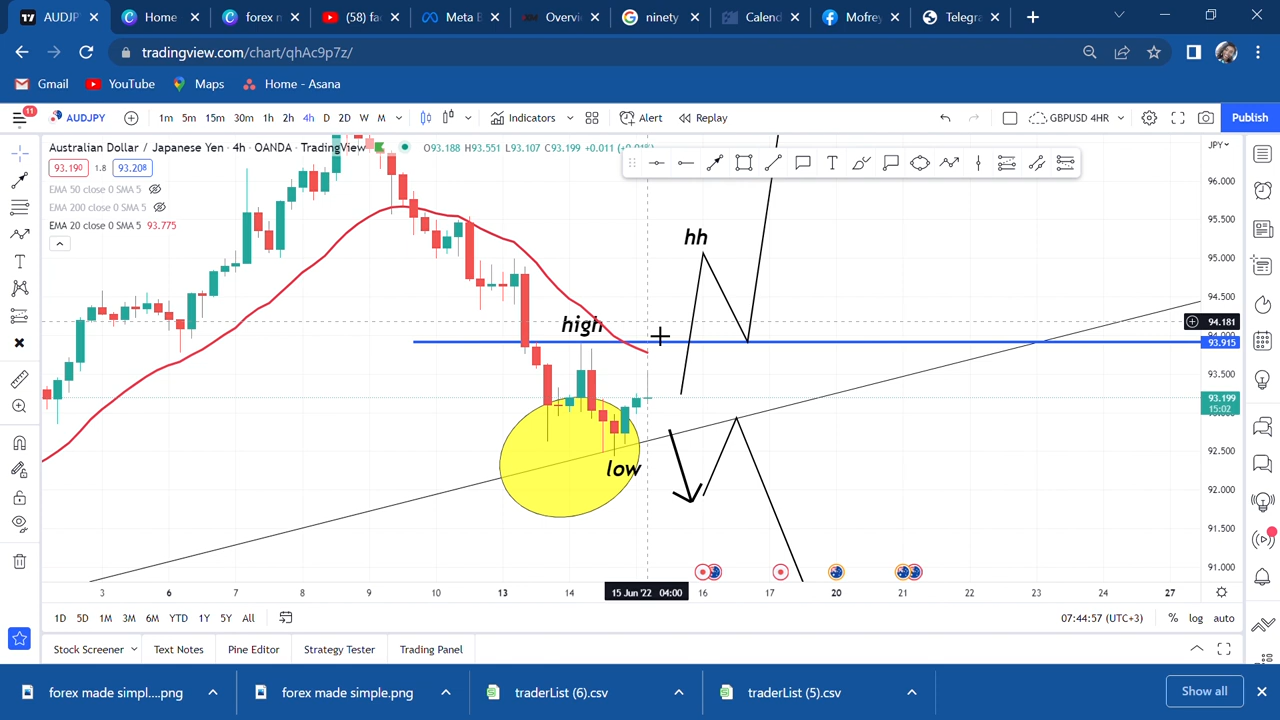 AUDJP
Home
forex m
(58) fa
Meta B
Overvi
ninety
Calend
Mofrey
Telegra
tradingview.com/chart/qhAc9p7z/
Gmail
YouTube
Maps
Home - Asana
11
AUDJPY
1m 5m 15m 30m 1h 2h 4h D 2D W M
Indicators
Alert
Replay
GBPUSD 4HR
Publish
Australian Dollar / Japanese Yen · 4h · OANDA · TradingView
O93.188 H93.551 L93.107 C93.199 +0.011 (+0.01%)
JPY
93.190
1.8
93.208
EMA 50 close 0 SMA 5
EMA 200 close 0 SMA 5
EMA 20 close 0 SMA 5 93.775
96.000
95.500
95.000
94.500
94.181
93.915
93.500
93.199
15:02
92.500
92.000
91.500
91.000
hh
high
low
3 6 7 8 9 10 13 14 15 Jun '22 04:00 16 17 20 21 22 23 24 27
1D 5D 1M 3M 6M YTD 1Y 5Y All
07:44:57 (UTC+3)
% log auto
Stock Screener
Text Notes
Pine Editor
Strategy Tester
Trading Panel
forex made simpl....png
forex made simple.png
traderList (6).csv
traderList (5).csv
Show all